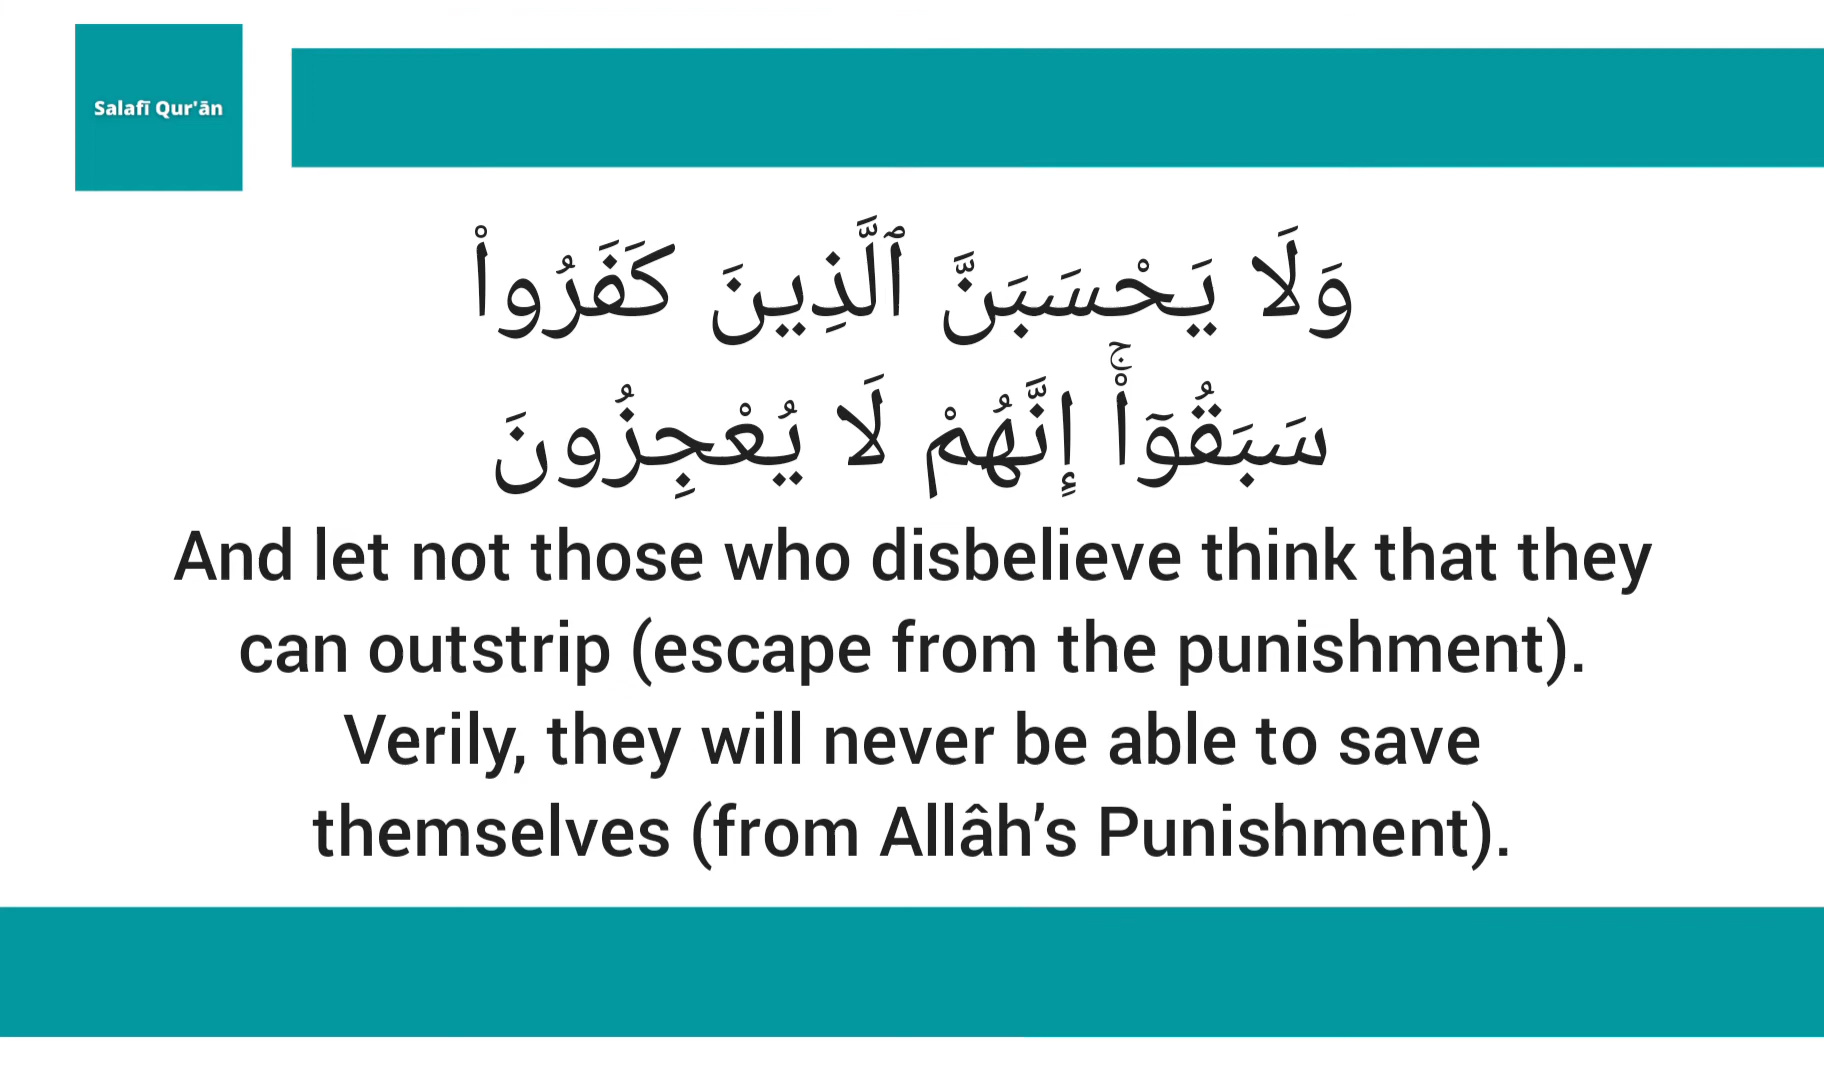 Salafī Qur'ān
وَلَا يَحْسَبَنَّ ٱلَّذِينَ كَفَرُوا۟
سَبَقُوٓا۟ۚ إِنَّهُمْ لَا يُعْجِزُونَ
And let not those who disbelieve think that they
can outstrip (escape from the punishment).
Verily, they will never be able to save
themselves (from Allâh’s Punishment).